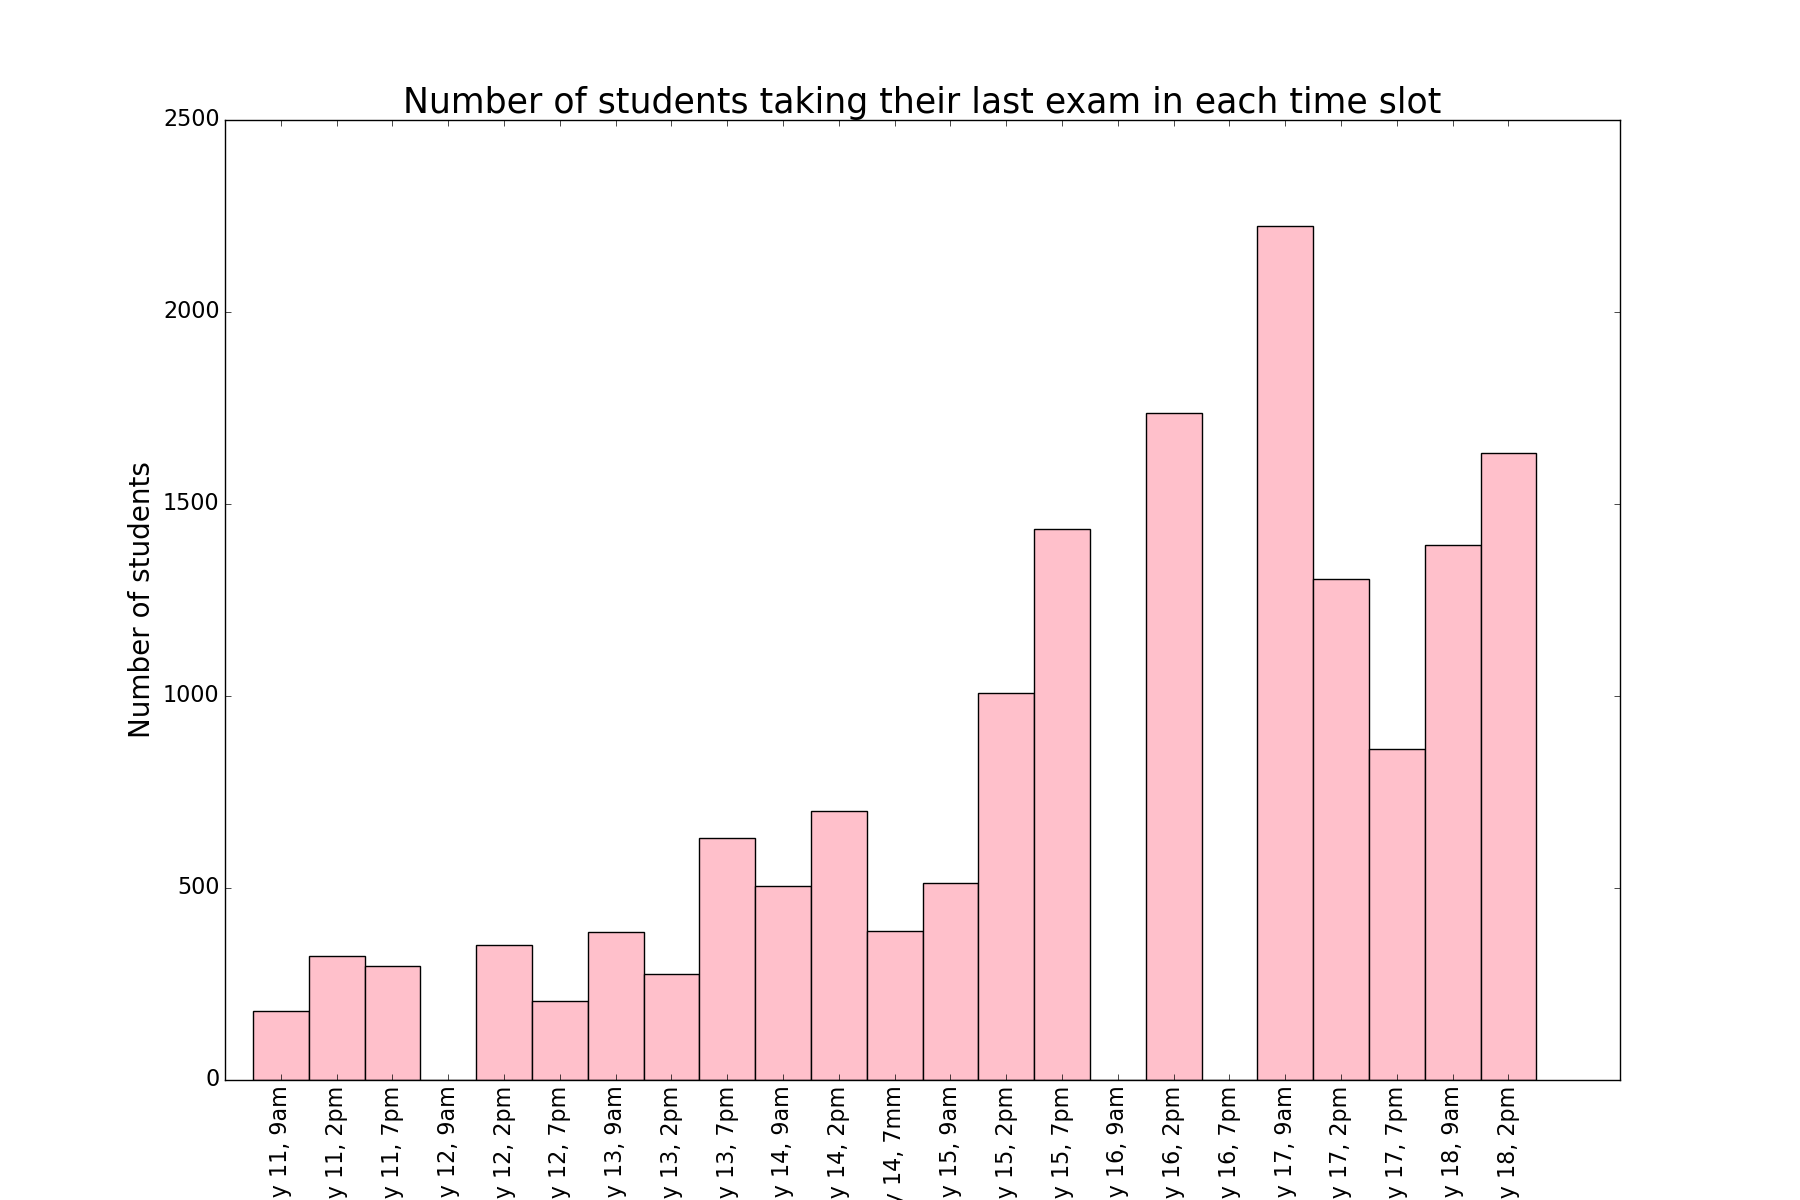 Number of students taking their last exam in each time slot
Number of students
2500
2000
1500
1000
500
0
y 11, 9am
y 11, 2pm
y 11, 7pm
y 12, 9am
y 12, 2pm
y 12, 7pm
y 13, 9am
y 13, 2pm
y 13, 7pm
y 14, 9am
y 14, 2pm
y 14, 7mm
y 15, 9am
y 15, 2pm
y 15, 7pm
y 16, 9am
y 16, 2pm
y 16, 7pm
y 17, 9am
y 17, 2pm
y 17, 7pm
y 18, 9am
y 18, 2pm